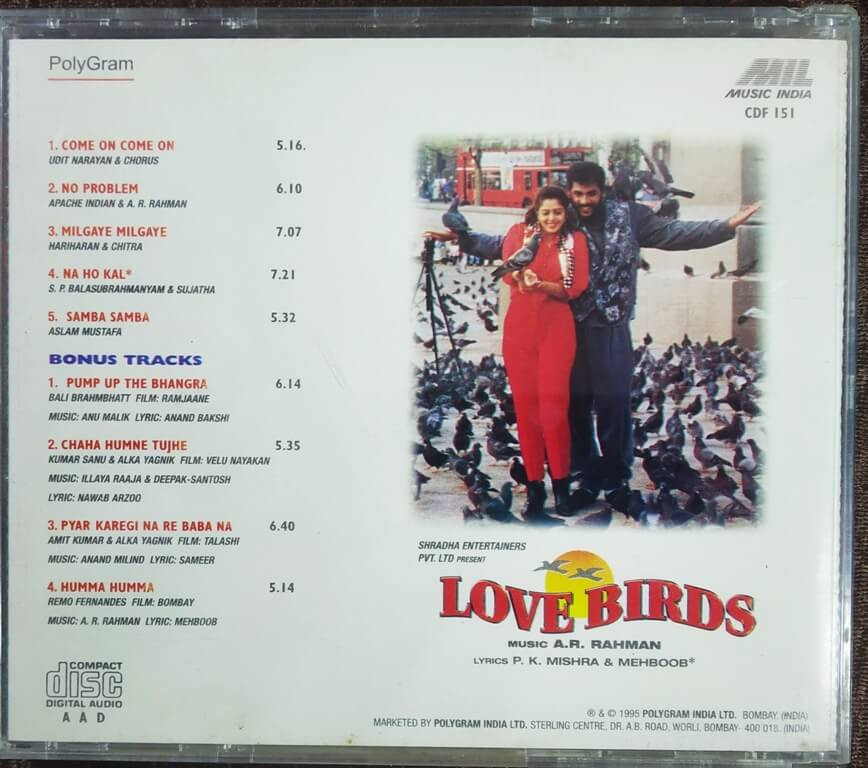 PolyGram
MIL
MUSIC INDIA
CDF 151
1. COME ON COME ON 5.16.
UDIT NARAYAN & CHORUS
2. NO PROBLEM 6.10
APACHE INDIAN & A. R. RAHMAN
3. MILGAYE MILGAYE 7.07
HARIHARAN & CHITRA
4. NA HO KAL* 7.21
S. P. BALASUBRAHMANYAM & SUJATHA
5. SAMBA SAMBA 5.32
ASLAM MUSTAFA
BONUS TRACKS
1. PUMP UP THE BHANGRA 6.14
BALI BRAHMBHATT FILM: RAMJAANE
MUSIC: ANU MALIK LYRIC: ANAND BAKSHI
2. CHAHA HUMNE TUJHE 5.35
KUMAR SANU & ALKA YAGNIK FILM: VELU NAYAKAN
MUSIC: ILLAYA RAAJA & DEEPAK-SANTOSH
LYRIC: NAWAB ARZOO
3. PYAR KAREGI NA RE BABA NA 6.40
AMIT KUMAR & ALKA YAGNIK FILM: TALASHI
MUSIC: ANAND MILIND LYRIC: SAMEER
4. HUMMA HUMMA 5.14
REMO FERNANDES FILM: BOMBAY
MUSIC: A. R. RAHMAN LYRIC: MEHBOOB
SHRADHA ENTERTAINERS
PVT. LTD PRESENT
LOVE BIRDS
MUSIC A.R. RAHMAN
LYRICS P. K. MISHRA & MEHBOOB*
COMPACT
disc
DIGITAL AUDIO
A A D
® & © 1995 POLYGRAM INDIA LTD. BOMBAY. (INDIA)
MARKETED BY POLYGRAM INDIA LTD. STERLING CENTRE, DR. A.B. ROAD, WORLI, BOMBAY- 400 018. (INDIA)